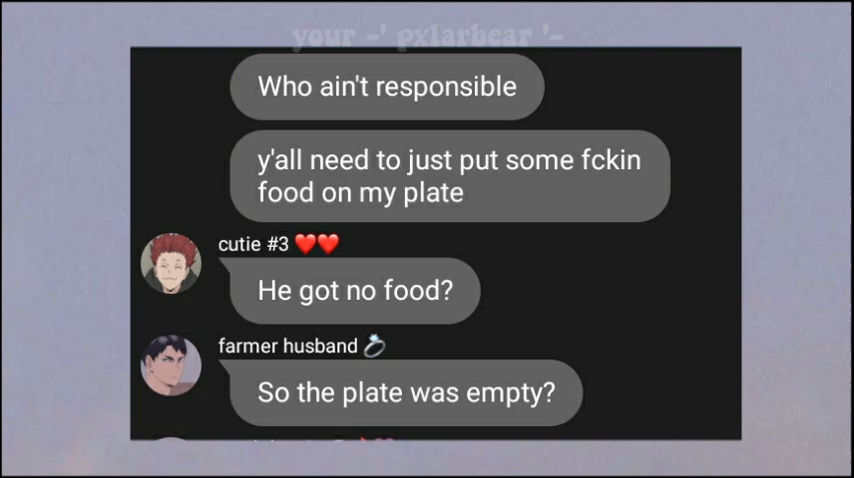 your -' pxlarbear '-
Who ain't responsible
y'all need to just put some fckin
food on my plate
cutie #3 ❤️❤️
He got no food?
farmer husband 💍
So the plate was empty?